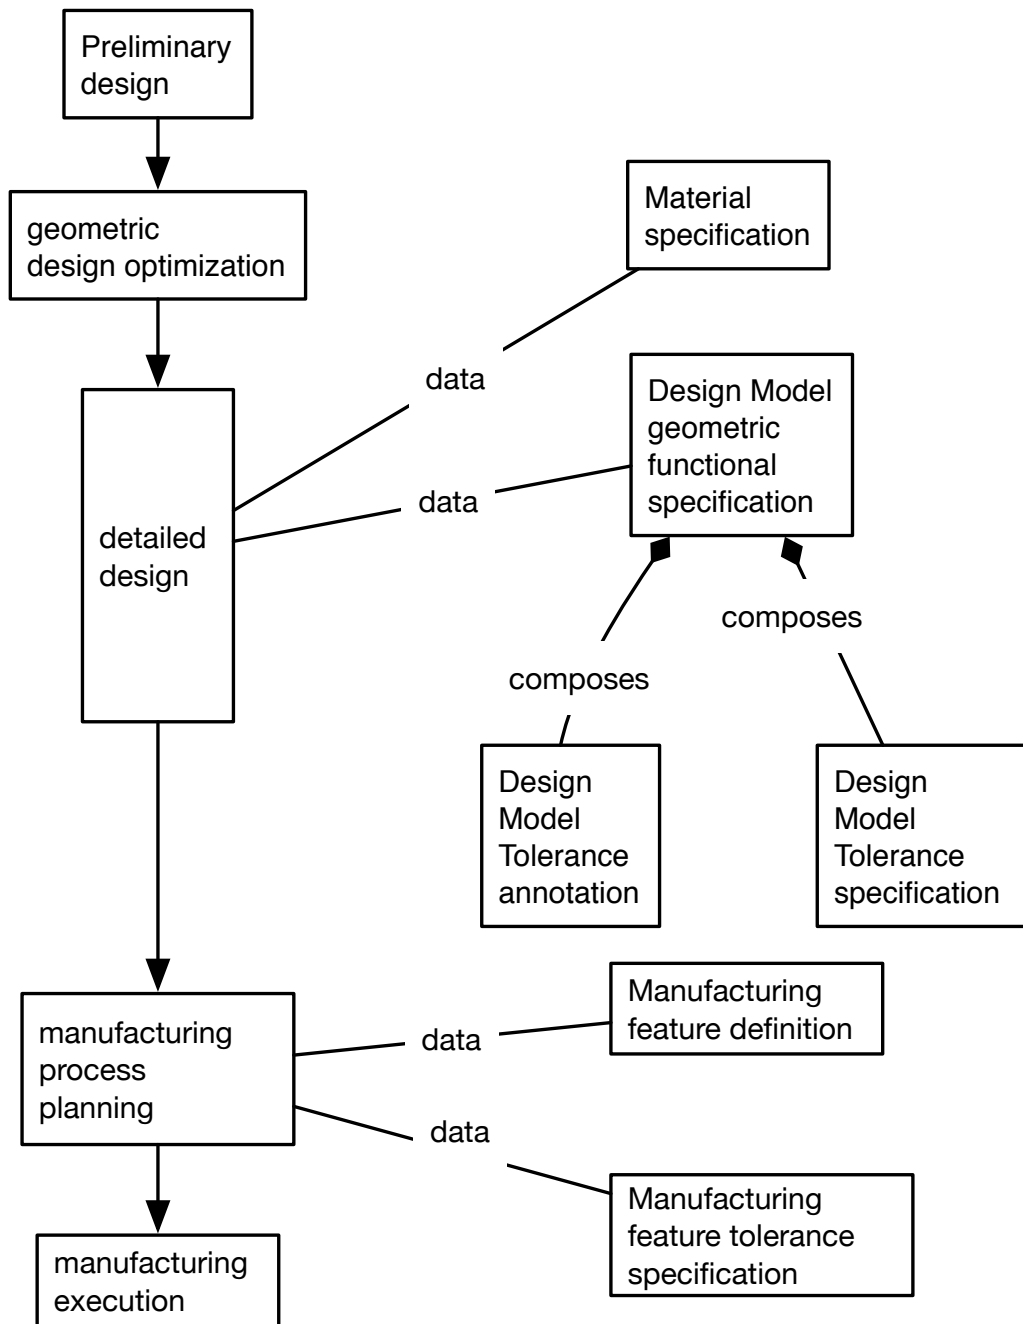 Preliminary
design
geometric
design optimization
Material
specification
data
Design Model
geometric
functional
specification
data
detailed
design
composes
composes
Design
Model
Tolerance
annotation
Design
Model
Tolerance
specification
Manufacturing
feature definition
manufacturing
process
planning
data
data
Manufacturing
feature tolerance
specification
manufacturing
execution